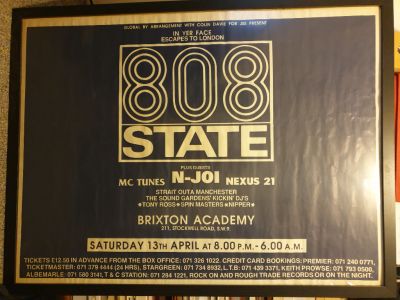 GLOBAL BY ARRANGEMENT WITH COLIN DAVIE FOR JSE PRESENT
IN YER FACE
ESCAPES TO LONDON
808
STATE
PLUS GUESTS
MC TUNES N-JOI NEXUS 21
STRAIT OUTA MANCHESTER
THE SOUND GARDENS' KICKIN' DJ'S
★TONY ROSS★SPIN MASTERS★NIPPER★
BRIXTON ACADEMY
211, STOCKWELL ROAD, S.W.9.
SATURDAY 13TH APRIL AT 8.00 P.M.- 6.00 A.M.
TICKETS £12.50 IN ADVANCE FROM THE BOX OFFICE: 071 326 1022. CREDIT CARD BOOKINGS: PREMIER: 071 240 0771,
TICKETMASTER: 071 379 4444 (24 HRS), STARGREEN: 071 734 8932, L.T.B: 071 439 3371, KEITH PROWSE: 071 793 0500,
ALBEMARLE: 071 580 3141, T & C STATION: 071 284 1221, ROCK ON AND ROUGH TRADE RECORDS OR ON THE NIGHT.